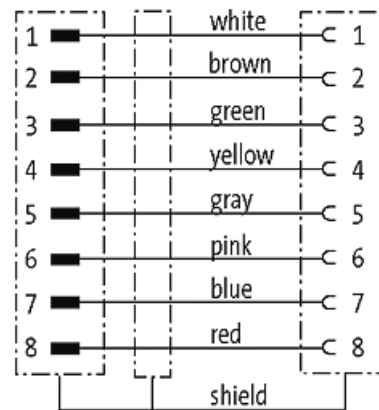 1 white 1
2 brown 2
3 green 3
4 yellow 4
5 gray 5
6 pink 6
7 blue 7
8 red 8
shield